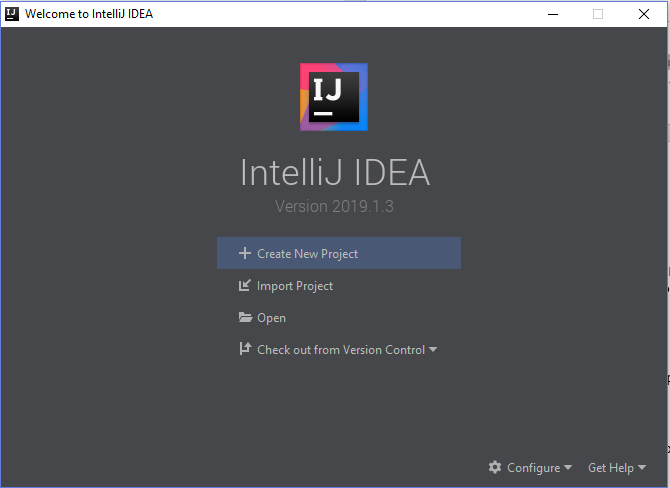 Welcome to IntelliJ IDEA
IJ
IntelliJ IDEA
Version 2019.1.3
Create New Project
Import Project
Open
Check out from Version Control
Configure
Get Help